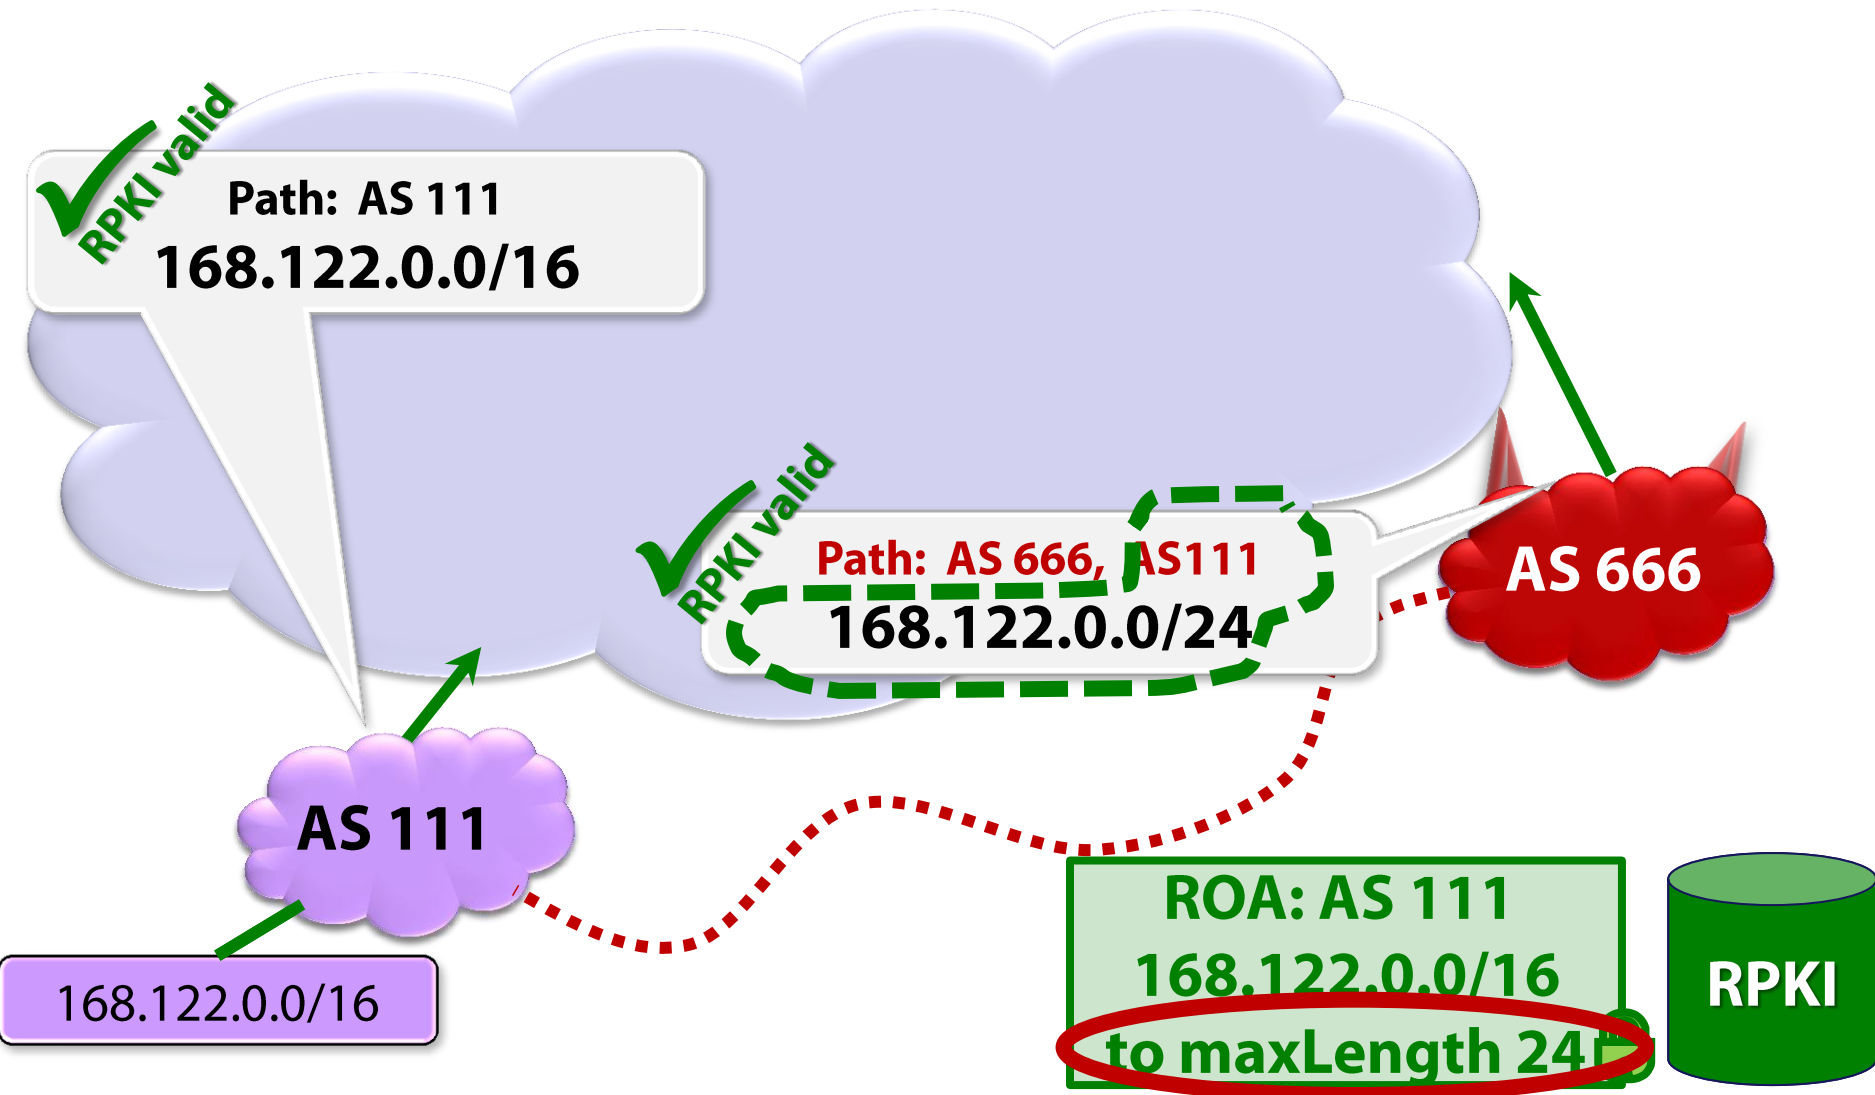 RPKI valid
Path:  AS 111
168.122.0.0/16
RPKI valid
Path:  AS 666,  AS111
168.122.0.0/24
AS 666
AS 111
168.122.0.0/16
ROA: AS 111
168.122.0.0/16
to maxLength 24
RPKI